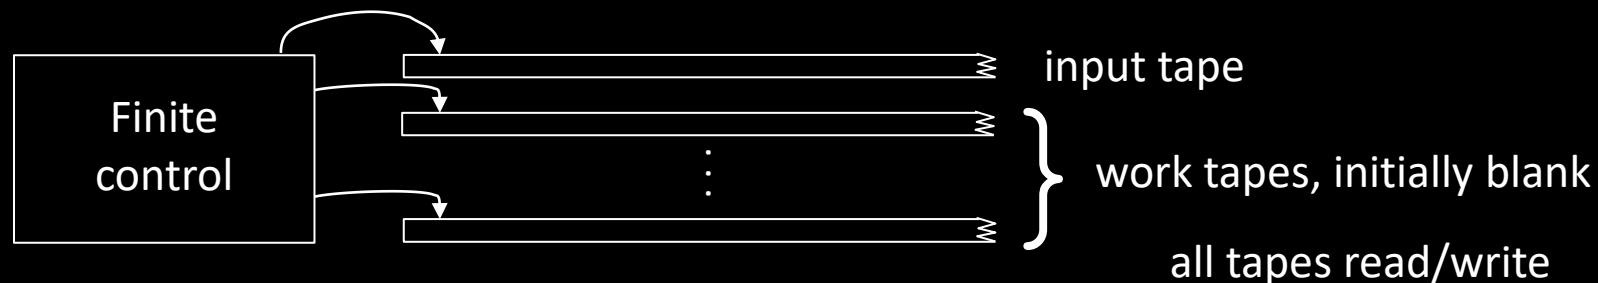 Finite
control
input tape
work tapes, initially blank
all tapes read/write